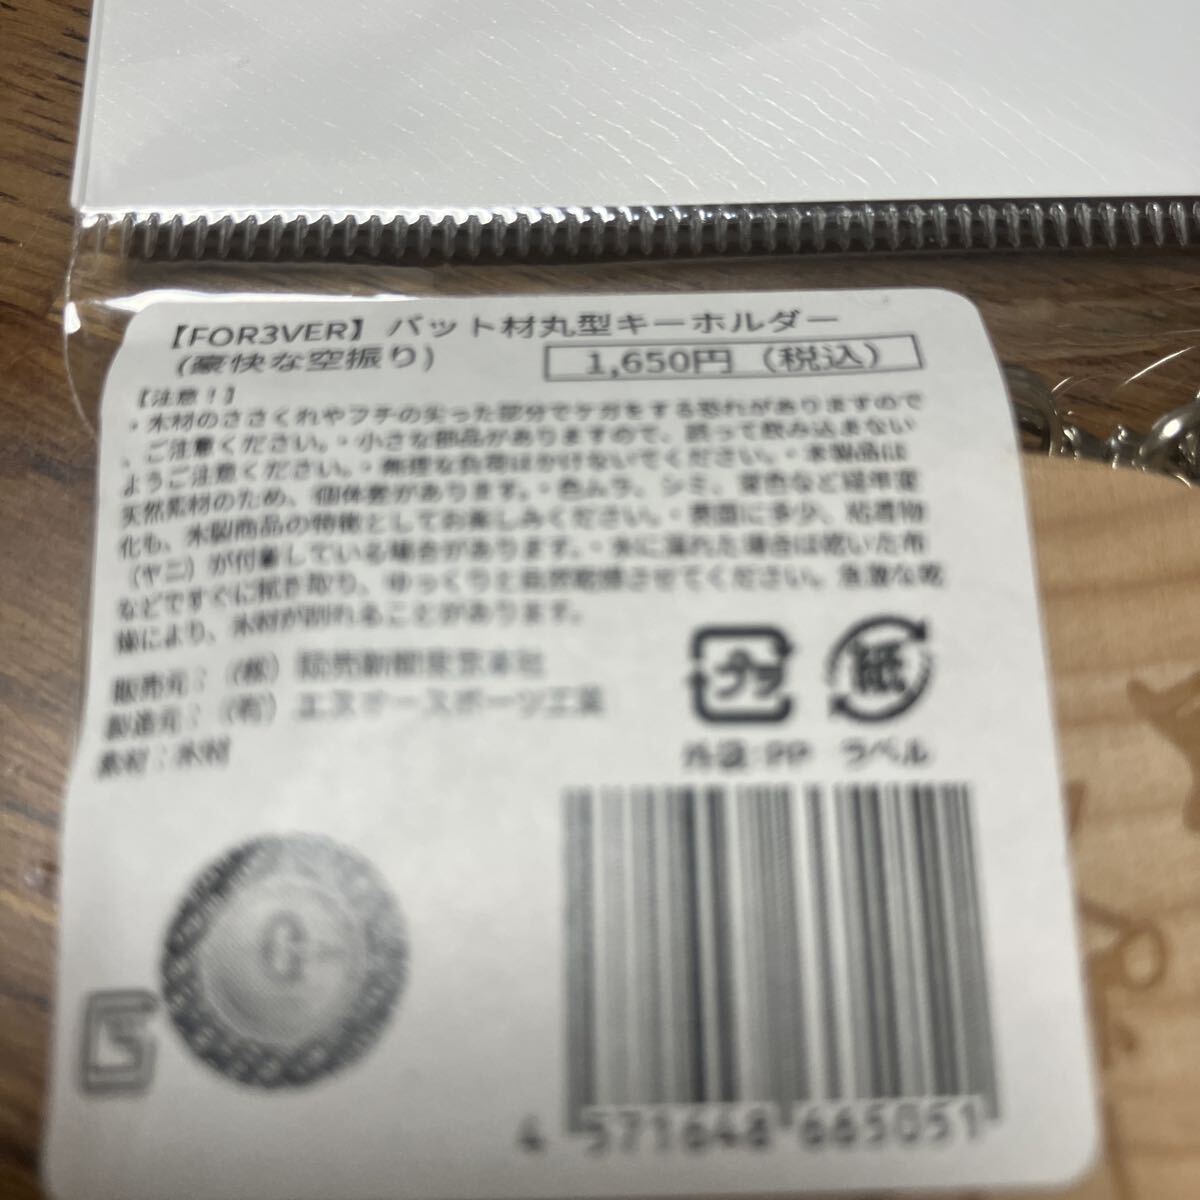 【FOR3VER】バット材丸型キーホルダー
(豪快な空振り)
1,650円（税込）
【注意！】
・木材のささくれやフチの尖った部分でケガをする恐れがありますので
、ご注意ください。・小さな部品がありますので、誤って飲み込まない
ようご注意ください。・無理な負荷はかけないでください。・本製品は
天然素材のため、個体差があります。・色ムラ、シミ、変色など経年変
化も、木製商品の特徴としてお楽しみください。・表面に多少、粘着物
（ヤニ）が付着している場合があります。・水に濡れた場合は乾いた布
などですぐに拭き取り、ゆっくりと自然乾燥させてください。急激な乾
燥により、木材が割れることがあります。
販売元：（株）読売新聞東京本社
製造元：（有）エスオースポーツ工業
素材：木材
プラ
紙
外袋:PP ラベル
G
4 571648 665051